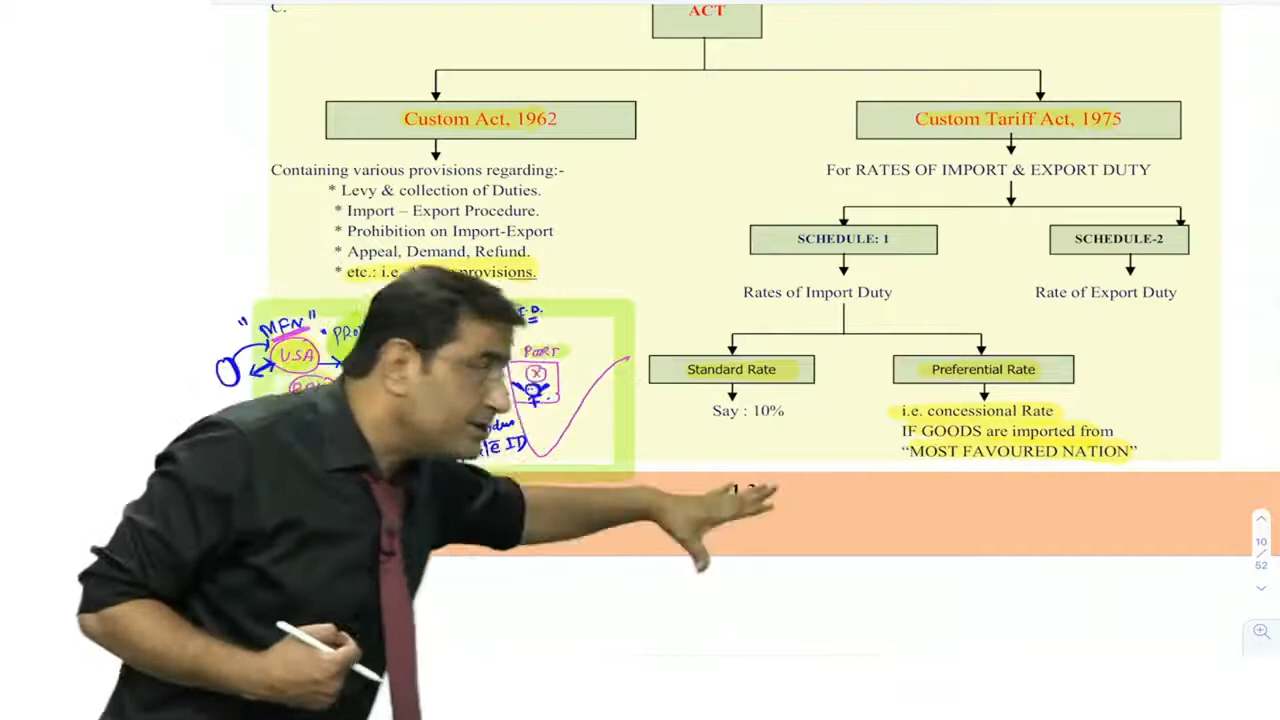 C.
ACT
Custom Act, 1962
Custom Tariff Act, 1975
Containing various provisions regarding:-
* Levy & collection of Duties.
* Import – Export Procedure.
* Prohibition on Import-Export
* Appeal, Demand, Refund.
* etc.: i.e. provisions.
For RATES OF IMPORT & EXPORT DUTY
SCHEDULE: 1
SCHEDULE-2
Rates of Import Duty
Rate of Export Duty
Standard Rate
Preferential Rate
Say : 10%
i.e. concessional Rate
IF GOODS are imported from
“MOST FAVOURED NATION”
"MFN"
USA
PORT
X
ID
10
/
52